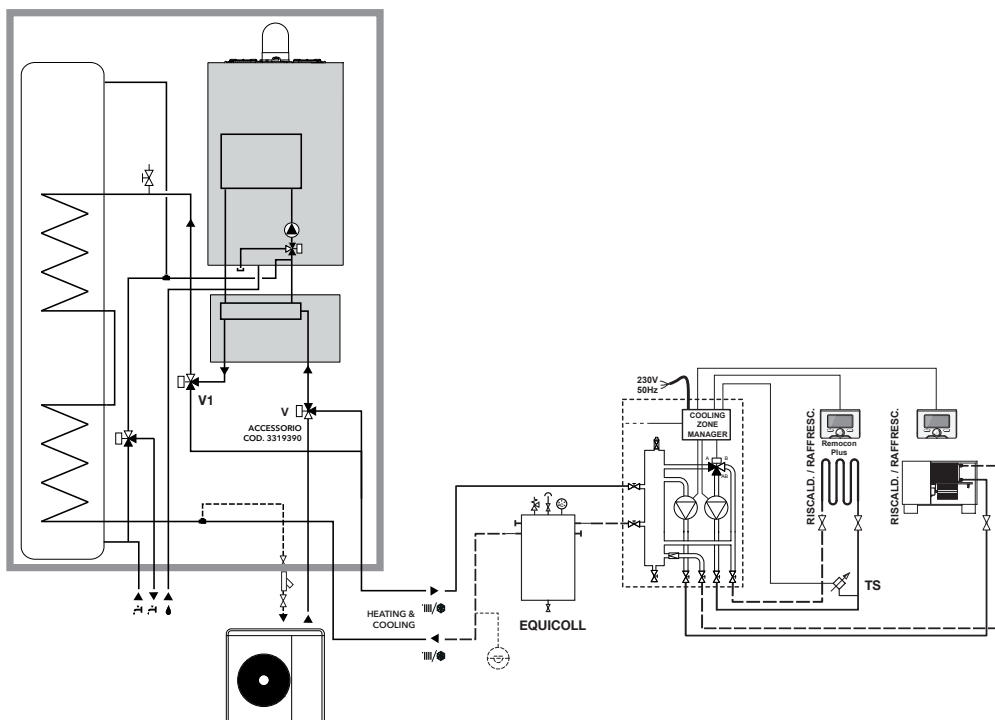 V1
V
ACCESSORIO
COD. 3319390
HEATING &
COOLING
EQUICOLL
230V
50Hz
COOLING
ZONE
MANAGER
A
B
AB
RISCALD. / RAFFRESC.
Remocon
Plus
RISCALD. / RAFFRESC.
TS